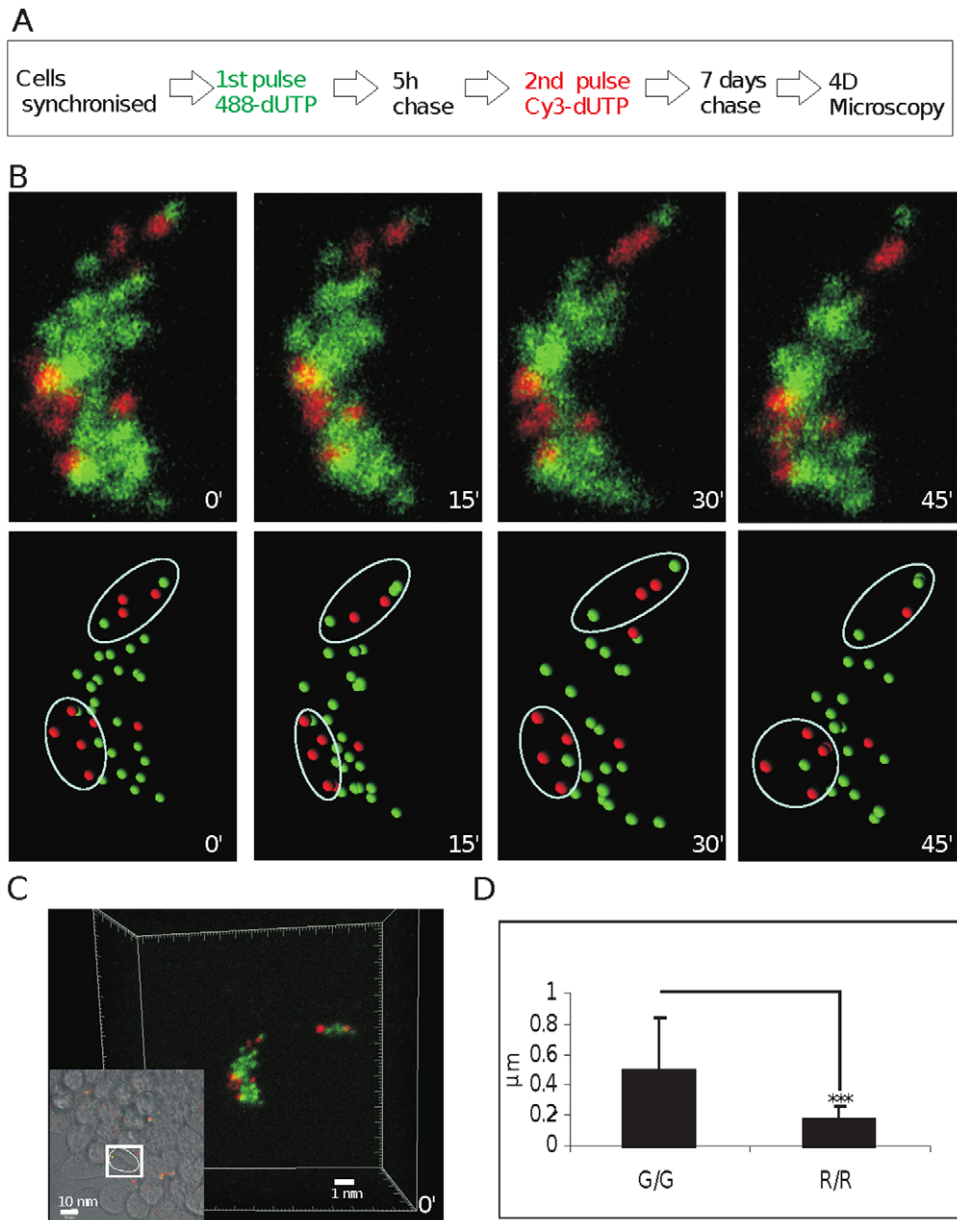 A
Cells synchronised
1st pulse 488-dUTP
5h chase
2nd pulse Cy3-dUTP
7 days chase
4D Microscopy
B
0'
15'
30'
45'
0'
15'
30'
45'
C
10 nm
1 nm
0'
D
1
0.8
0.6
0.4
0.2
0
µm
***
G/G
R/R